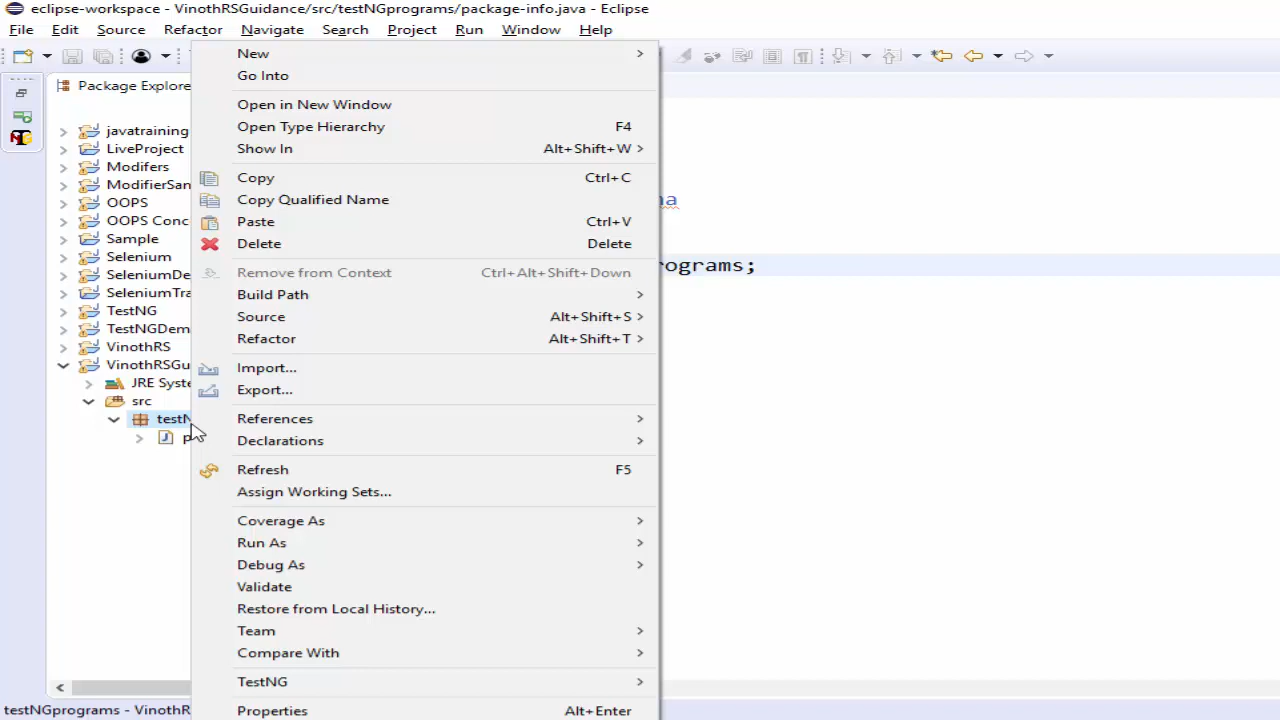 eclipse-workspace - VinothRSGuidance/src/testNGprograms/package-info.java - Eclipse
File Edit Source Refactor Navigate Search Project Run Window Help
Package Explore
javatraining
LiveProject
Modifers
ModifierSan
OOPS
OOPS Conc
Sample
Selenium
SeleniumDe
SeleniumTra
TestNG
TestNGDem
VinothRS
VinothRSGu
JRE Syste
src
testN
p
New
Go Into
Open in New Window
Open Type Hierarchy F4
Show In Alt+Shift+W >
Copy Ctrl+C
Copy Qualified Name
Paste Ctrl+V
Delete Delete
Remove from Context Ctrl+Alt+Shift+Down
Build Path
Source Alt+Shift+S >
Refactor Alt+Shift+T >
Import...
Export...
References
Declarations
Refresh F5
Assign Working Sets...
Coverage As
Run As
Debug As
Validate
Restore from Local History...
Team
Compare With
TestNG
Properties Alt+Enter
na
rograms;
testNGprograms - VinothR